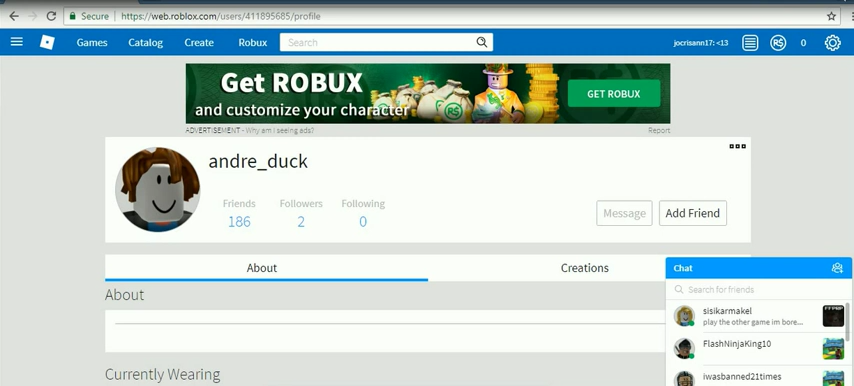 Secure | https://web.roblox.com/users/411895685/profile
Games Catalog Create Robux Search jocrisann17: <13 R$ 0
Get ROBUX
and customize your character
R$
GET ROBUX
ADVERTISEMENT - Why am I seeing ads? Report
andre_duck
Friends Followers Following
186 2 0
Message Add Friend
About Creations
About
Chat
Search for friends
sisikarmakel
play the other game im bore...
FlashNinjaKing10
iwasbanned21times
Currently Wearing